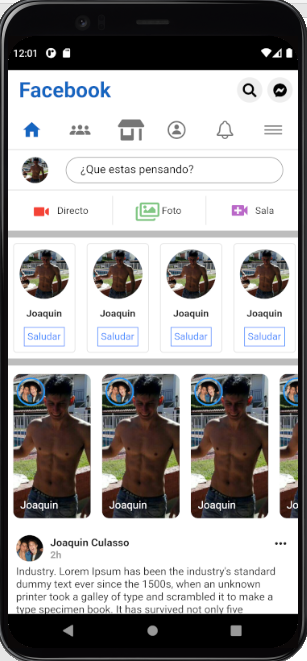 12:01
Facebook
¿Que estas pensando?
Directo Foto Sala
Joaquin Joaquin Joaquin Joaquin
Saludar Saludar Saludar Saludar
Joaquin Joaquin Joaquin Joa
Joaquin Culasso
2h
Industry. Lorem Ipsum has been the industry's standard
dummy text ever since the 1500s, when an unknown
printer took a galley of type and scrambled it to make a
type specimen book. It has survived not only five